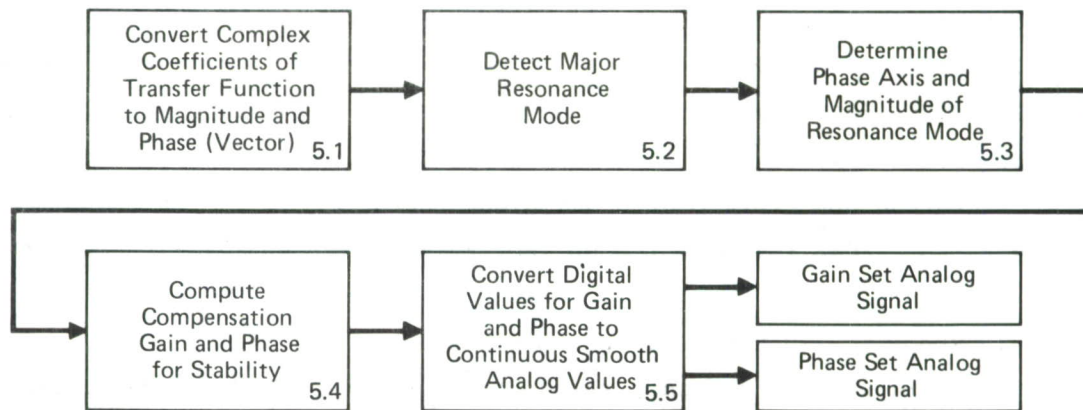 Convert Complex
Coefficients of
Transfer Function
to Magnitude and
Phase (Vector) 5.1
Detect Major
Resonance
Mode
5.2
Determine
Phase Axis and
Magnitude of
Resonance Mode
5.3
Compute
Compensation
Gain and Phase
for Stability
5.4
Convert Digital
Values for Gain
and Phase to
Continuous Smooth
Analog Values 5.5
Gain Set Analog
Signal
Phase Set Analog
Signal